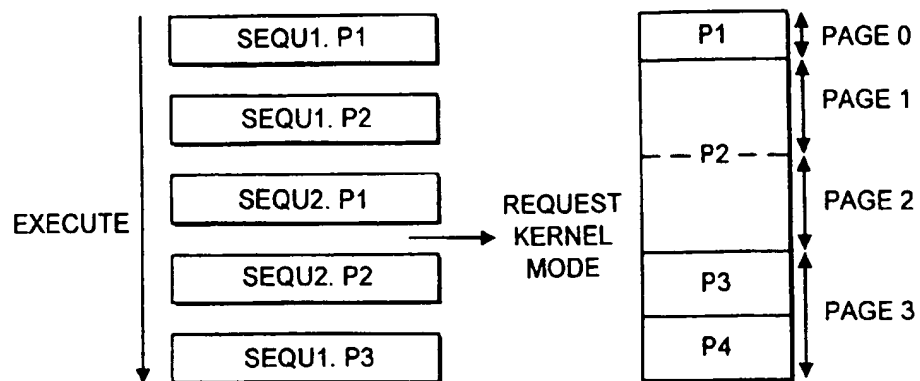 EXECUTE
SEQU1. P1
SEQU1. P2
SEQU2. P1
SEQU2. P2
SEQU1. P3
REQUEST
KERNEL
MODE
P1
P2
P3
P4
PAGE 0
PAGE 1
PAGE 2
PAGE 3